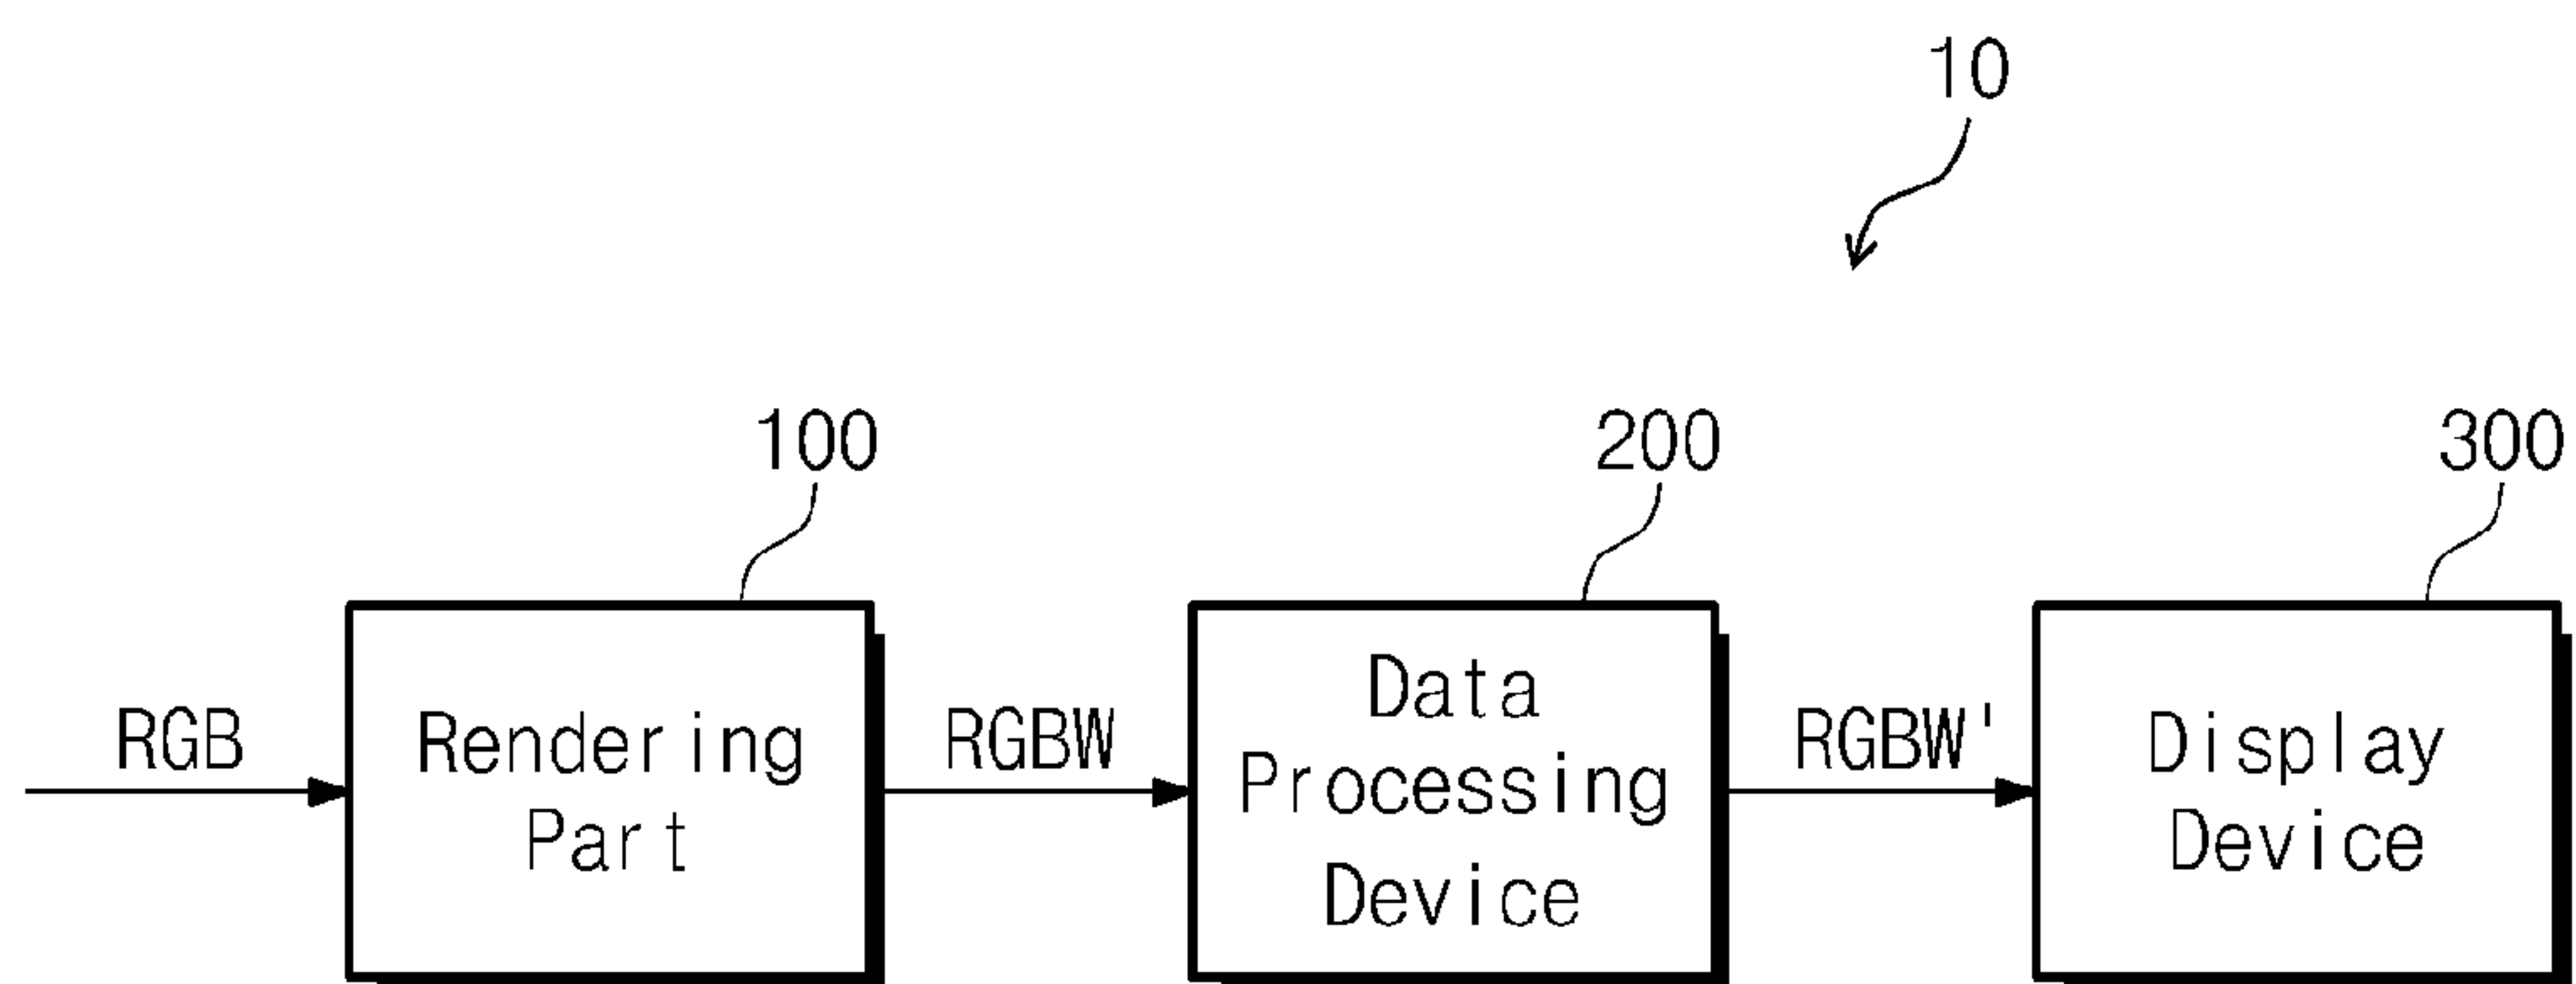 10
100
200
300
RGB
Rendering
Part
RGBW
Data
Processing
Device
RGBW'
Display
Device